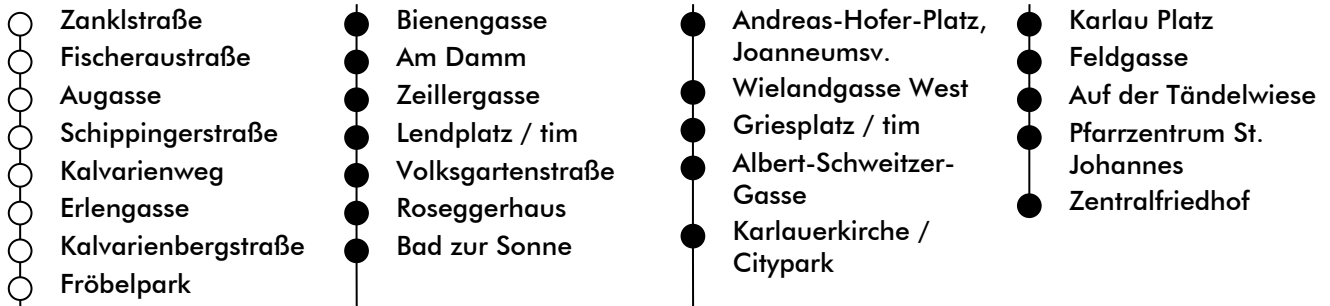 Zanklstraße
Fischeraustraße
Augasse
Schippingerstraße
Kalvarienweg
Erlengasse
Kalvarienbergstraße
Fröbelpark
Bienengasse
Am Damm
Zeillergasse
Lendplatz / tim
Volksgartenstraße
Roseggerhaus
Bad zur Sonne
Andreas-Hofer-Platz,
Joanneumsv.
Wielandgasse West
Griesplatz / tim
Albert-Schweitzer-
Gasse
Karlauerkirche /
Citypark
Karlau Platz
Feldgasse
Auf der Tändelwiese
Pfarrzentrum St.
Johannes
Zentralfriedhof